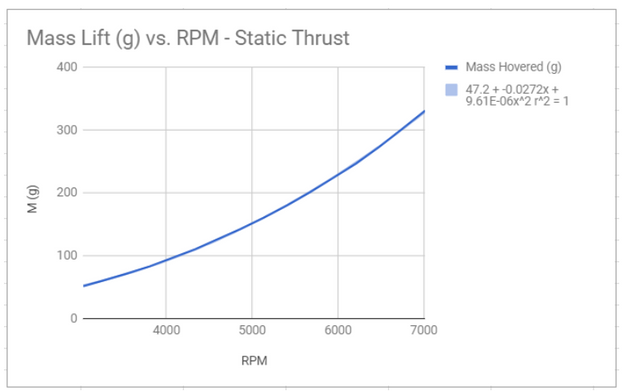 Mass Lift (g) vs. RPM - Static Thrust
400
300
200
100
0
M (g)
4000
5000
6000
7000
RPM
Mass Hovered (g)
47.2 + -0.0272x +
9.61E-06x^2 r^2 = 1